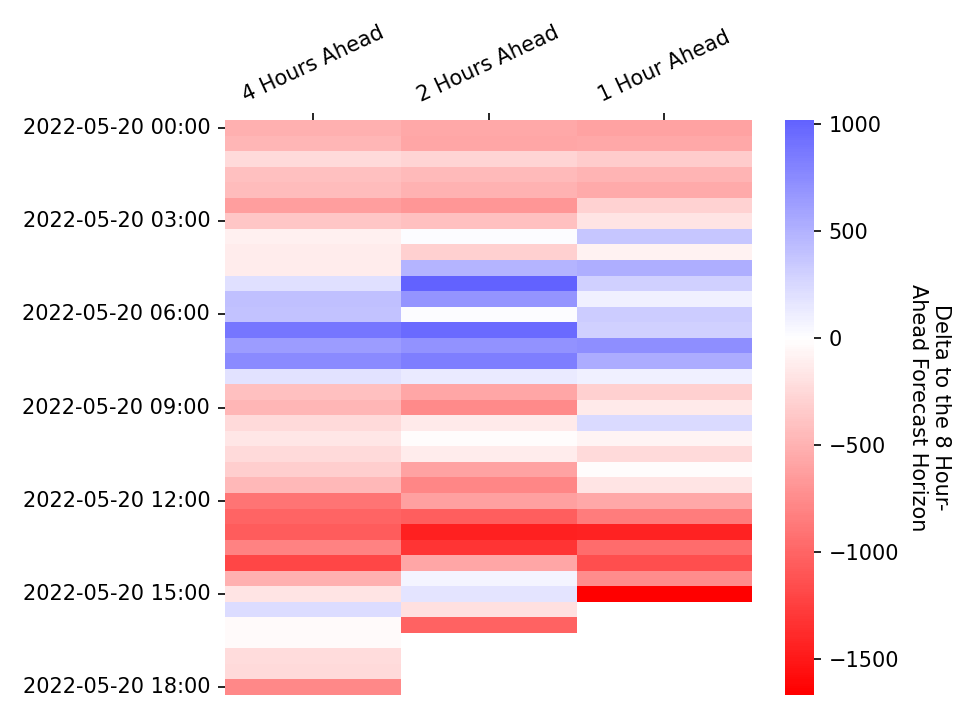 4 Hours Ahead
2 Hours Ahead
1 Hour Ahead
2022-05-20 00:00
2022-05-20 03:00
2022-05-20 06:00
2022-05-20 09:00
2022-05-20 12:00
2022-05-20 15:00
2022-05-20 18:00
1000
500
0
−500
−1000
−1500
Delta to the 8 Hour-
Ahead Forecast Horizon